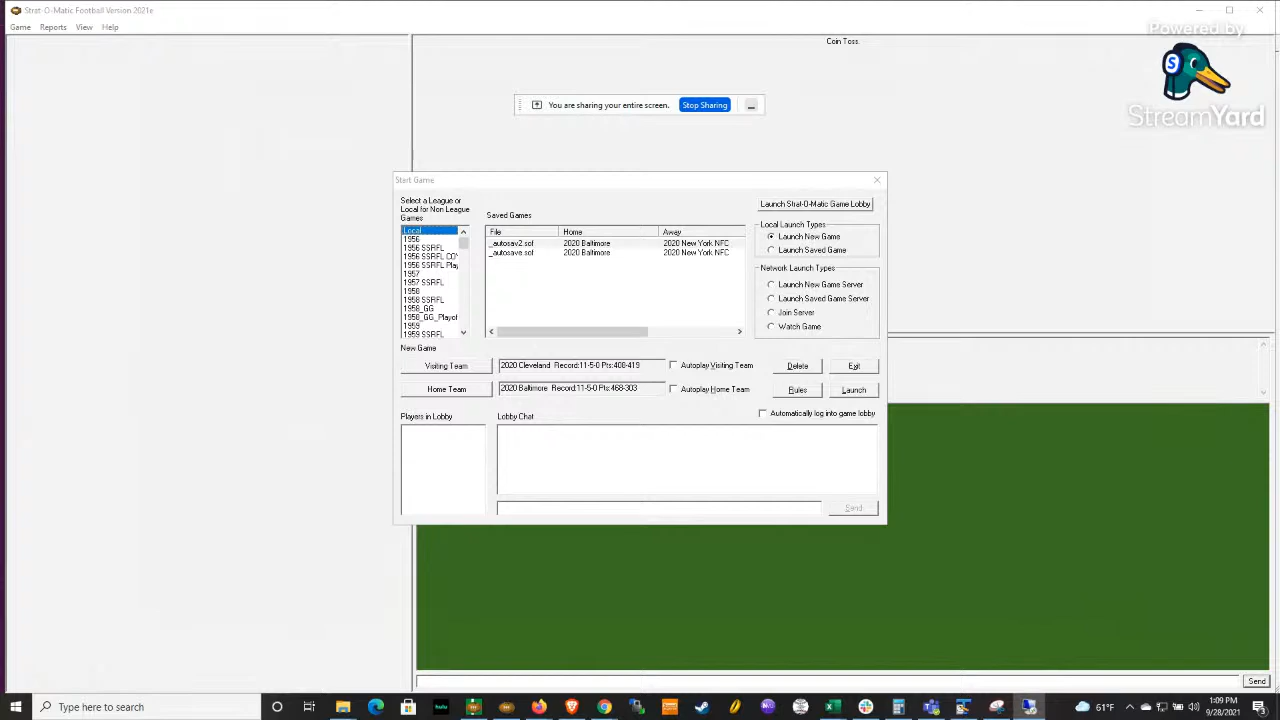 Strat-O-Matic Football Version 2021e
Game Reports View Help
Powered by
StreamYard
Coin Toss.
You are sharing your entire screen. Stop Sharing
Start Game
Select a League or
Local for Non League
Games
Saved Games
Launch Strat-O-Matic Game Lobby
Local
1956
1956 SSRFL
1956 SSRFL CO
1956 SSRFL Play
1957
1957 SSRFL
1958
1958 SSRFL
1958_GG
1958_GG_Playof
1959
1959 SSRFL
File Home Away
_autosav2.sof 2020 Baltimore 2020 New York NFC
_autosave.sof 2020 Baltimore 2020 New York NFC
Local Launch Types
Launch New Game
Launch Saved Game
Network Launch Types
Launch New Game Server
Launch Saved Game Server
Join Server
Watch Game
New Game
Visiting Team 2020 Cleveland Record:11-5-0 Pts:408-419 Autoplay Visiting Team Delete Exit
Home Team 2020 Baltimore Record:11-5-0 Pts:468-303 Autoplay Home Team Rules Launch
Automatically log into game lobby
Players in Lobby Lobby Chat
Send
Send
Type here to search
hulu
61°F
1:09 PM
9/28/2021